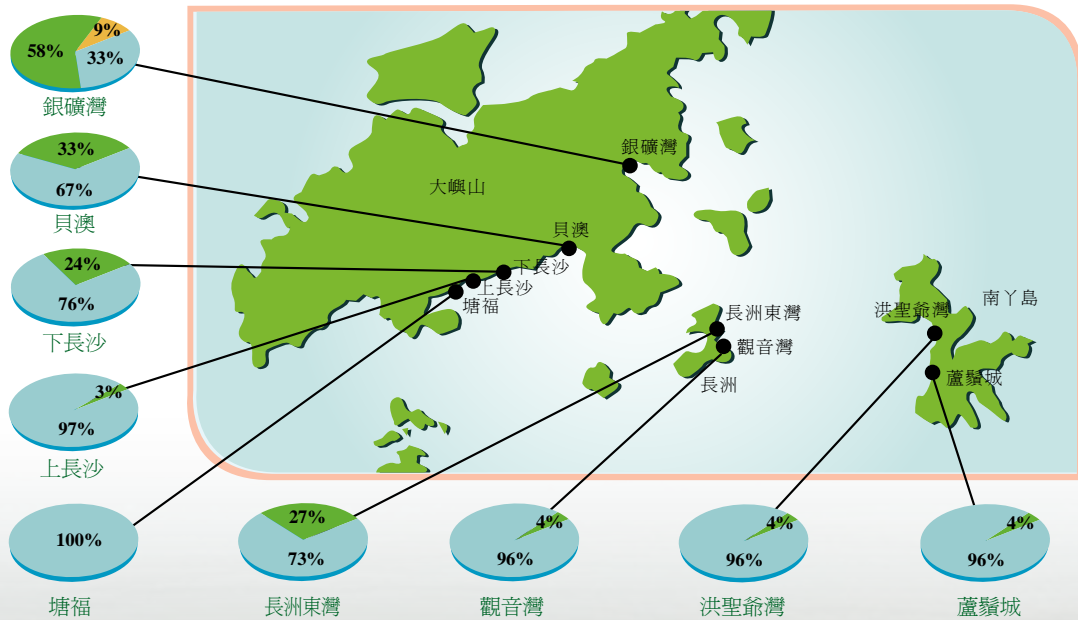 58%
9%
33%
銀礦灣
33%
67%
貝澳
24%
76%
下長沙
3%
97%
上長沙
100%
塘福
27%
73%
長洲東灣
4%
96%
觀音灣
4%
96%
洪聖爺灣
4%
96%
蘆鬚城
銀礦灣
大嶼山
貝澳
下長沙
上長沙
塘福
長洲東灣
觀音灣
長洲
南丫島
洪聖爺灣
蘆鬚城